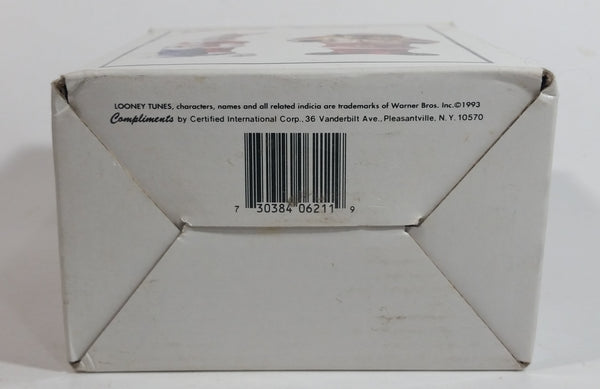 LOONEY TUNES, characters, names and all related indicia are trademarks of Warner Bros. Inc.©1993
Compliments by Certified International Corp., 36 Vanderbilt Ave., Pleasantville, N.Y. 10570
7 30384 06211 9